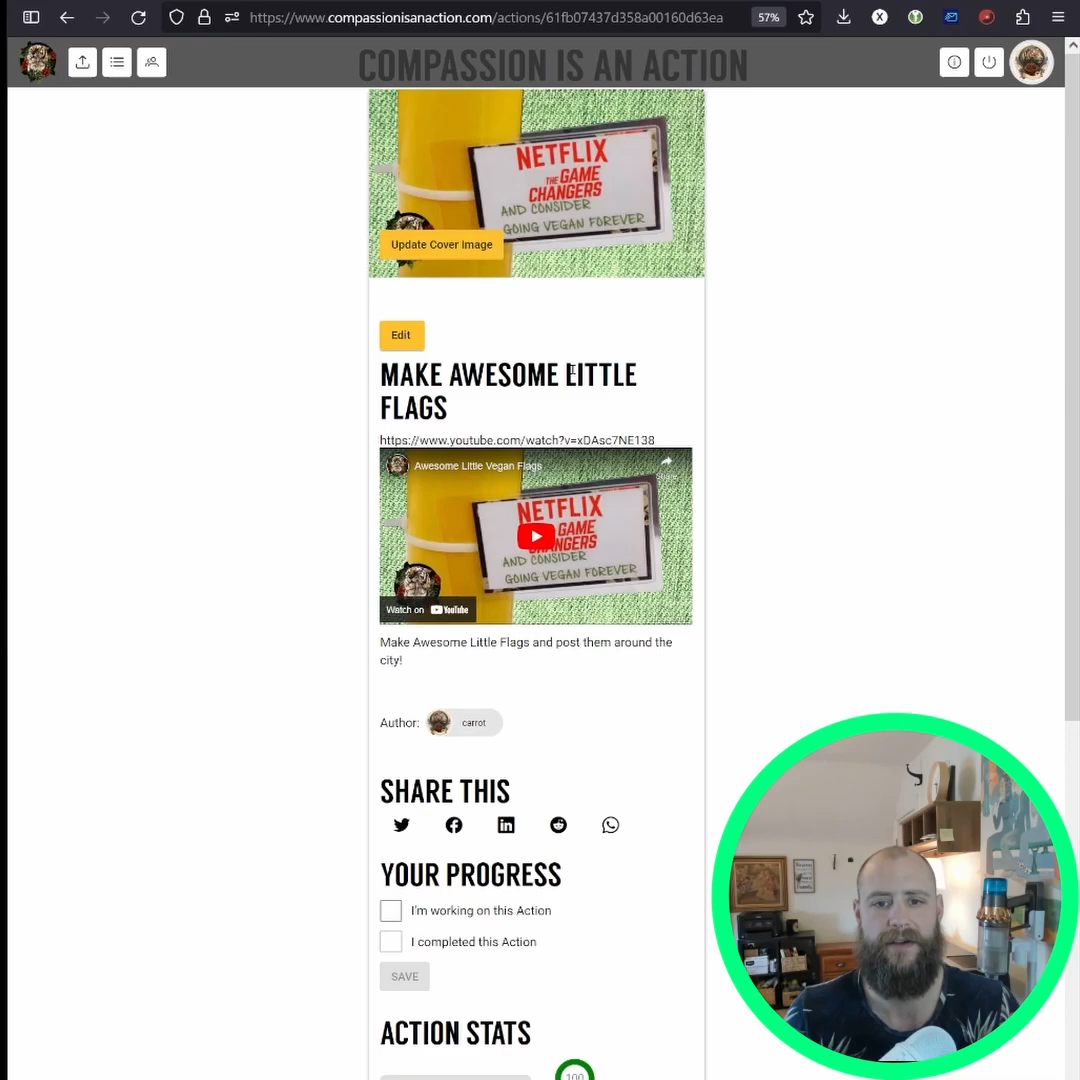 https://www.compassionisanaction.com/actions/61fb07437d358a00160d63ea
57%
COMPASSION IS AN ACTION
NETFLIX
THE GAME
CHANGERS
AND CONSIDER
GOING VEGAN FOREVER
Update Cover Image
Edit
MAKE AWESOME LITTLE
FLAGS
https://www.youtube.com/watch?v=xDAsc7NE138
Awesome Little Vegan Flags
NETFLIX
GAME
AND CONSIDER
GOING VEGAN FOREVER
Watch on YouTube
Make Awesome Little Flags and post them around the
city!
Author: carrot
SHARE THIS
YOUR PROGRESS
I'm working on this Action
I completed this Action
SAVE
ACTION STATS
100